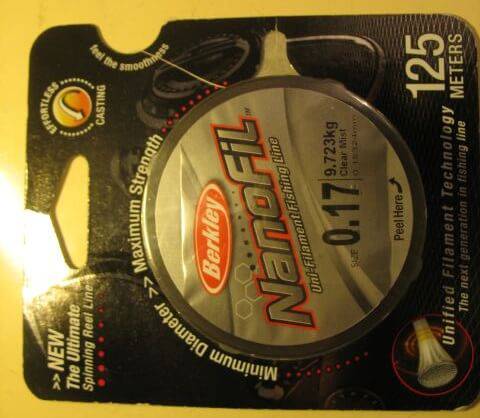 >> NEW
The Ultimate
Spinning Reel Line
EFFORTLESS
CASTING
feel the smoothness
Minimum Diameter >> Maximum Strength
Berkley
NanoFil™
Uni-Filament Fishing Line
SIZE 0.17
9.723kg
Clear Mist
Peel Here
125
METERS
Unified Filament Technology
The next generation in fishing line